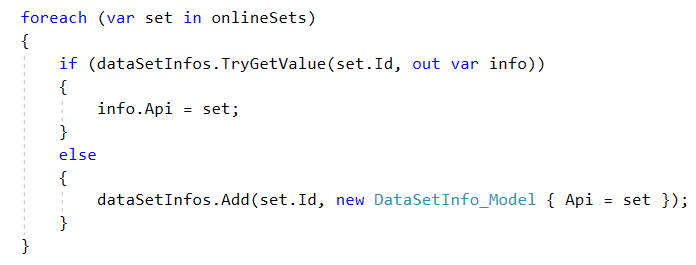 foreach (var set in onlineSets)
{
    if (dataSetInfos.TryGetValue(set.Id, out var info))
    {
        info.Api = set;
    }
    else
    {
        dataSetInfos.Add(set.Id, new DataSetInfo_Model { Api = set });
    }
}